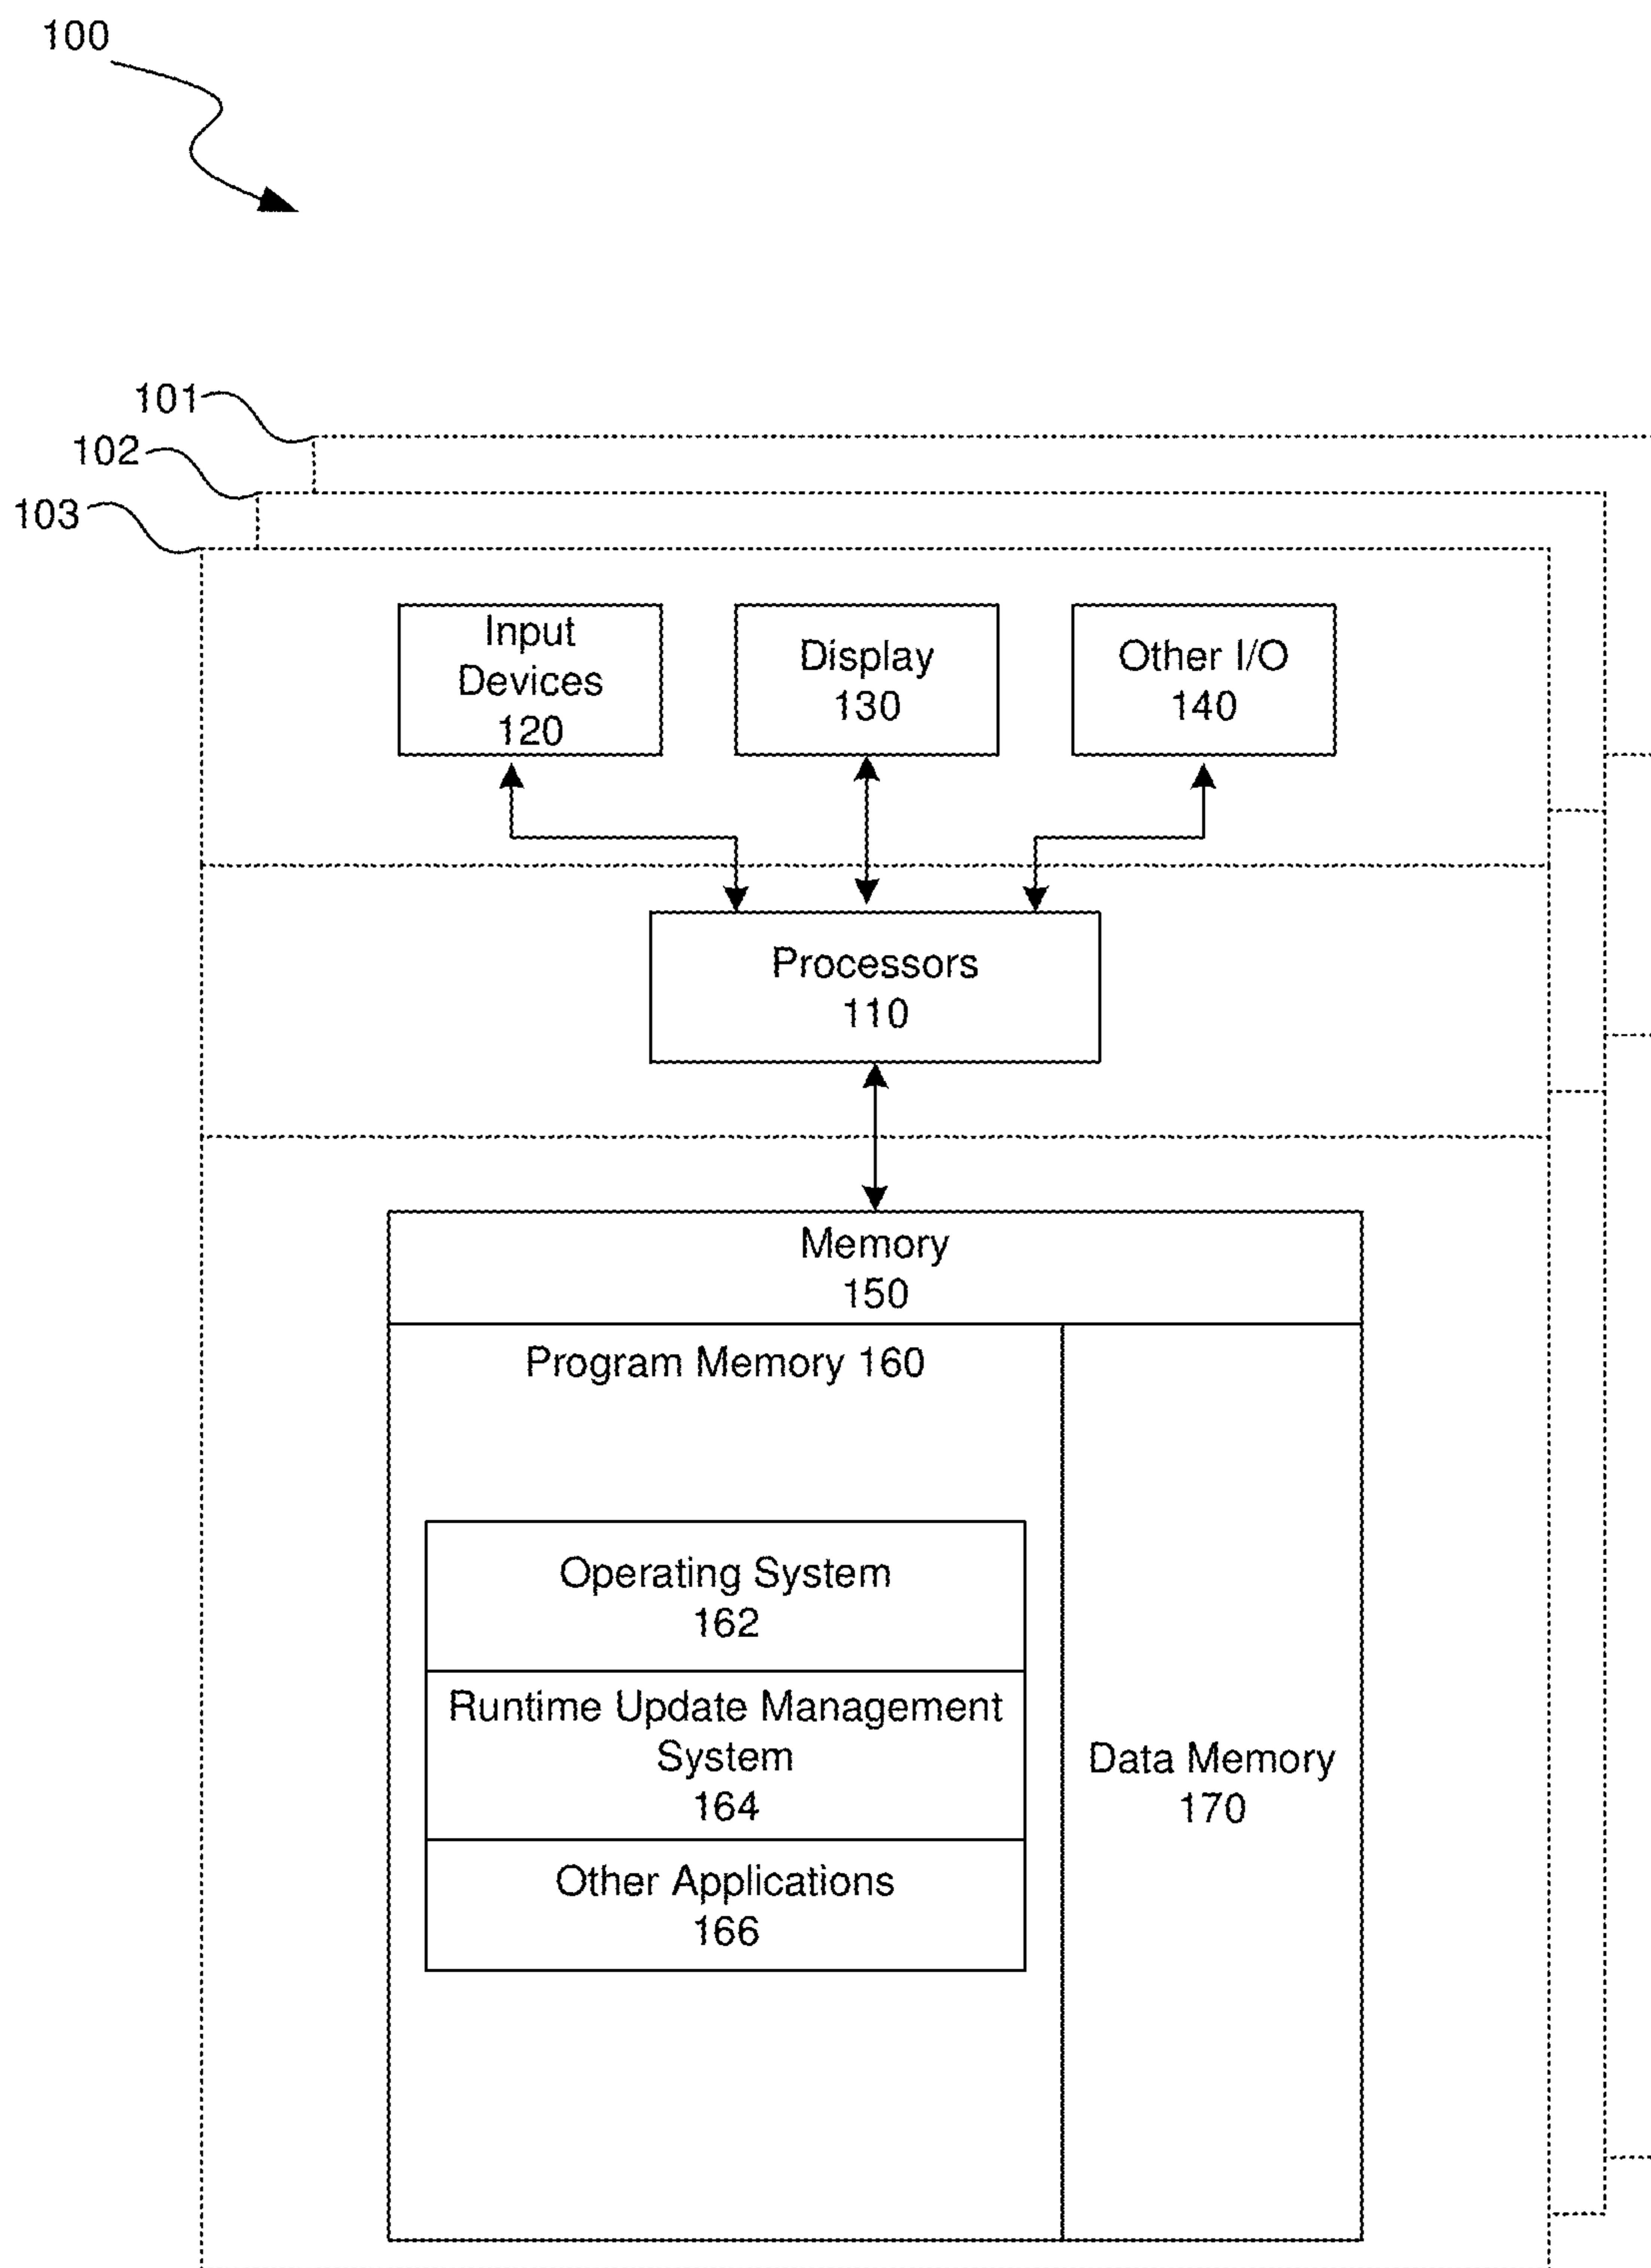 100
101
102
103
Input
Devices
120
Display
130
Other I/O
140
Processors
110
Memory
150
Program Memory 160
Operating System
162
Runtime Update Management
System
164
Other Applications
166
Data Memory
170